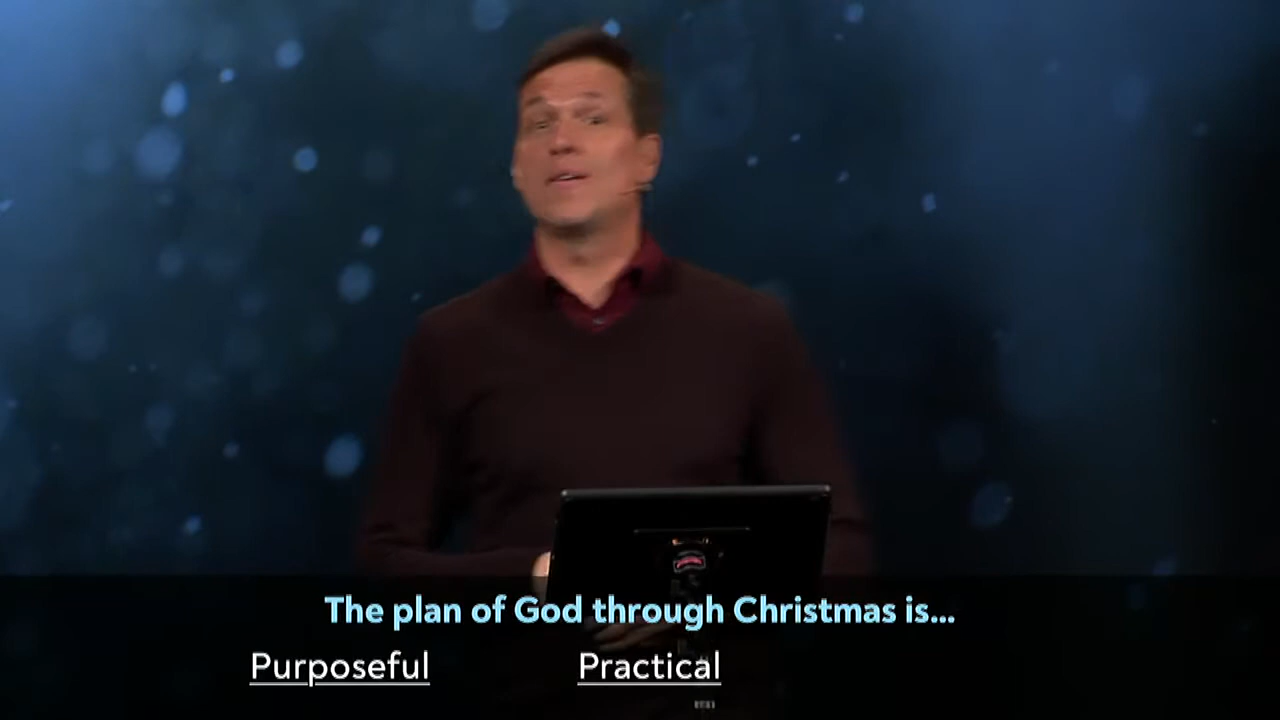 The plan of God through Christmas is...
Purposeful Practical